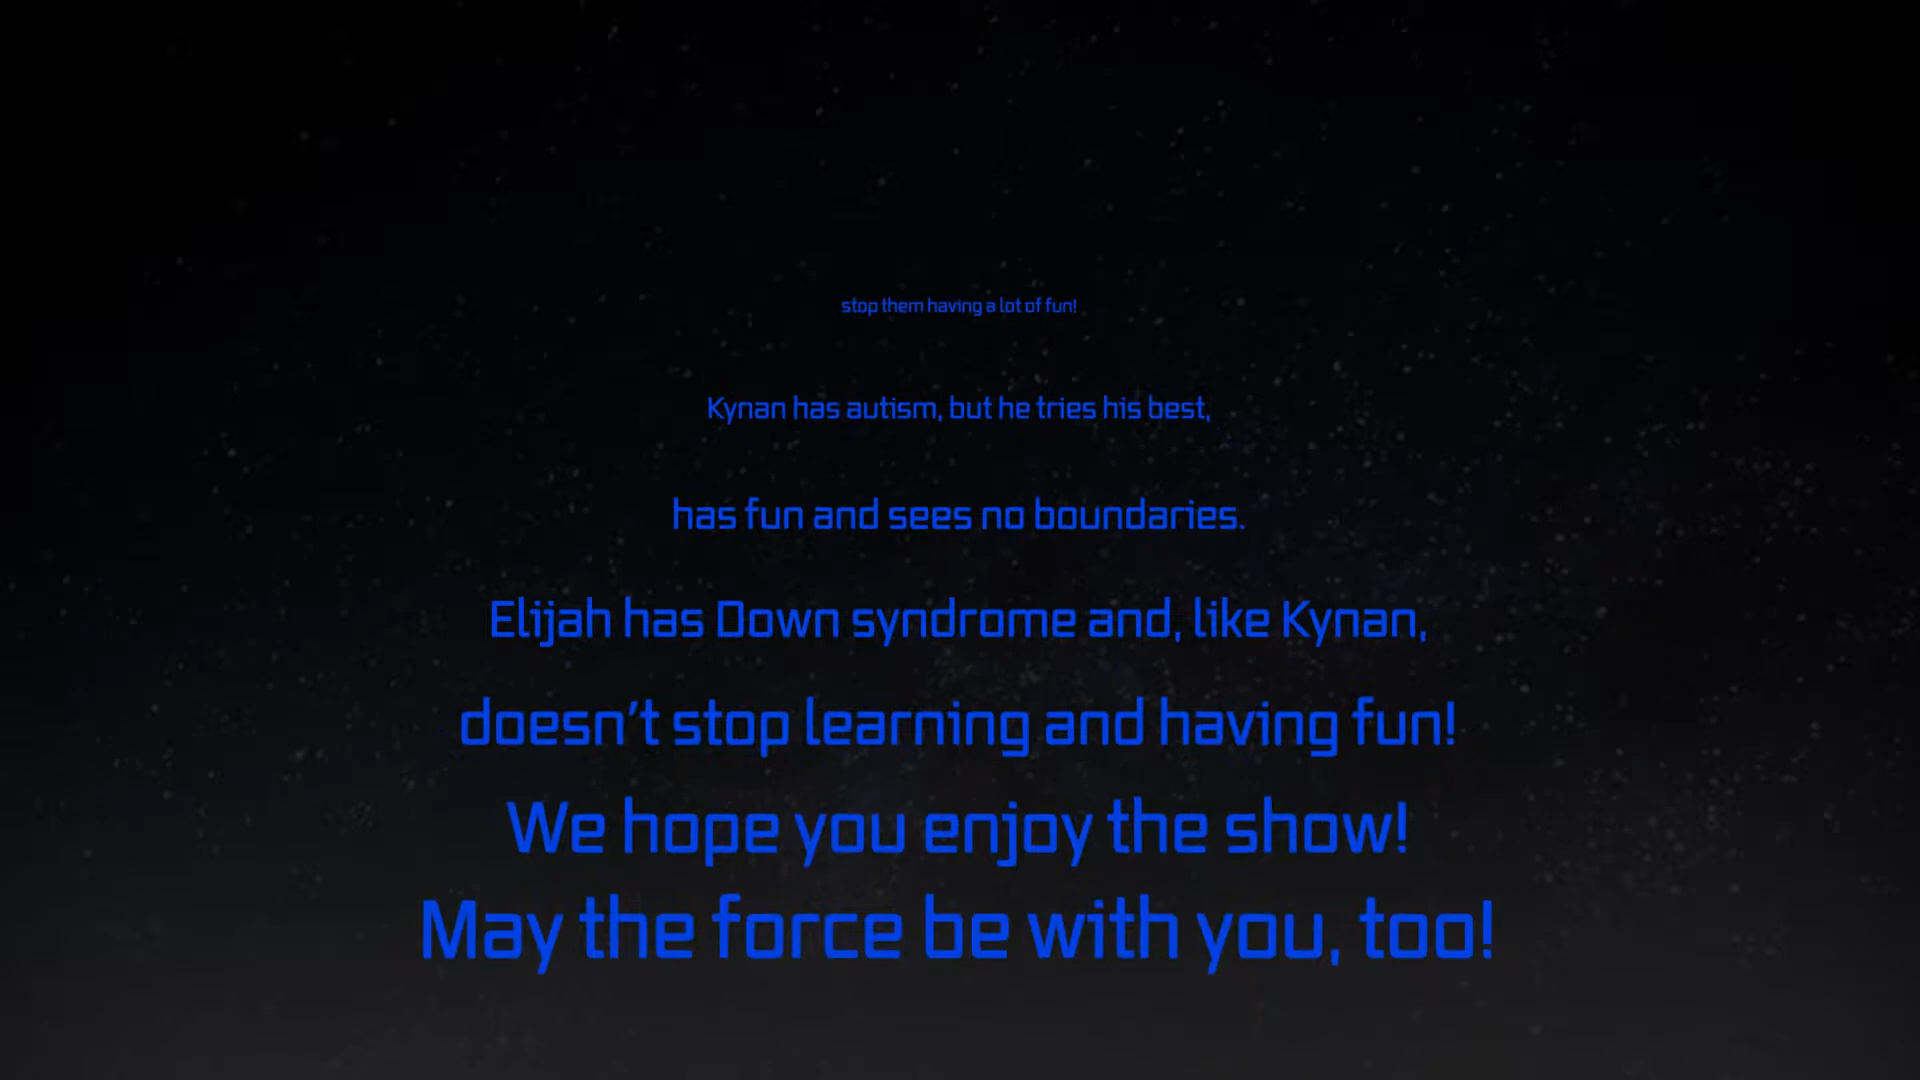 stop them having a lot of fun!
Kynan has autism, but he tries his best,
has fun and sees no boundaries.
Elijah has Down syndrome and, like Kynan,
doesn’t stop learning and having fun!
We hope you enjoy the show!
May the force be with you, too!